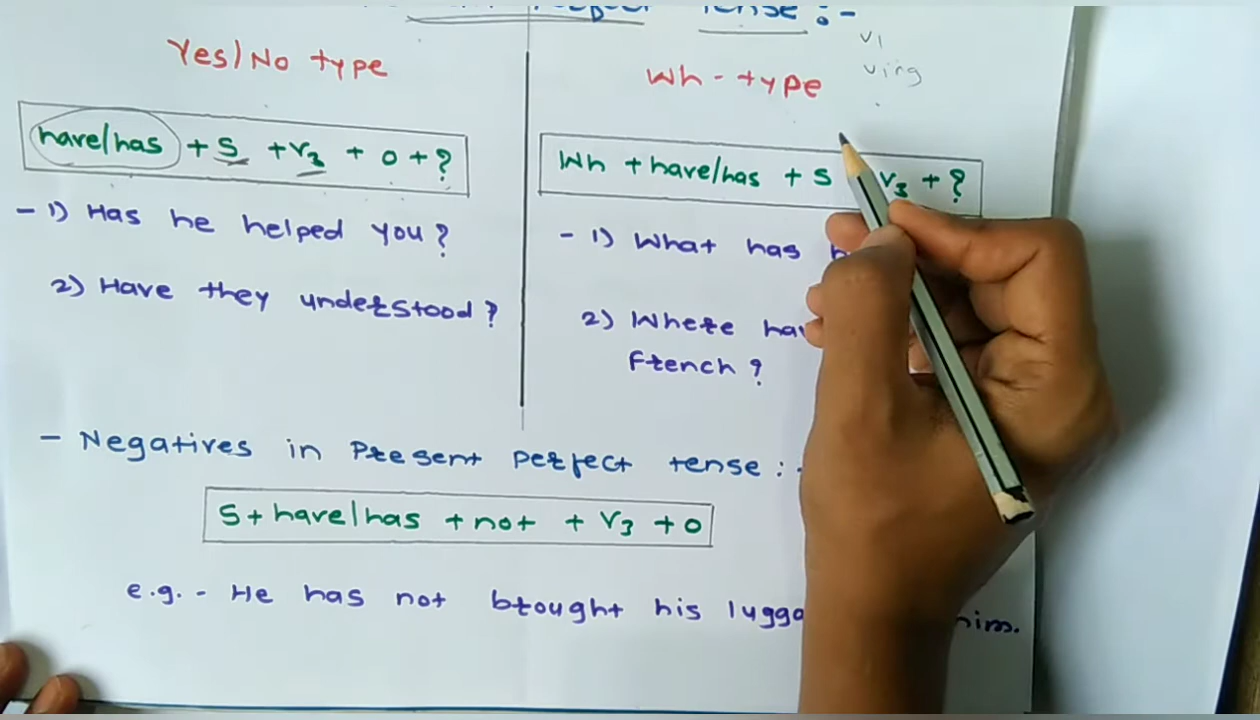 Tense :-
Yes/No type
Wh - type
v1
ving
have/has + S + V3 + O + ?
Wh + have/has + S V3 + ?
- 1) Has he helped you?
2) Have they understood?
- 1) What has
2) Where
French ?
- Negatives in Present perfect tense :-
S + have/has + not + V3 + O
e.g. - He has not brought his him.